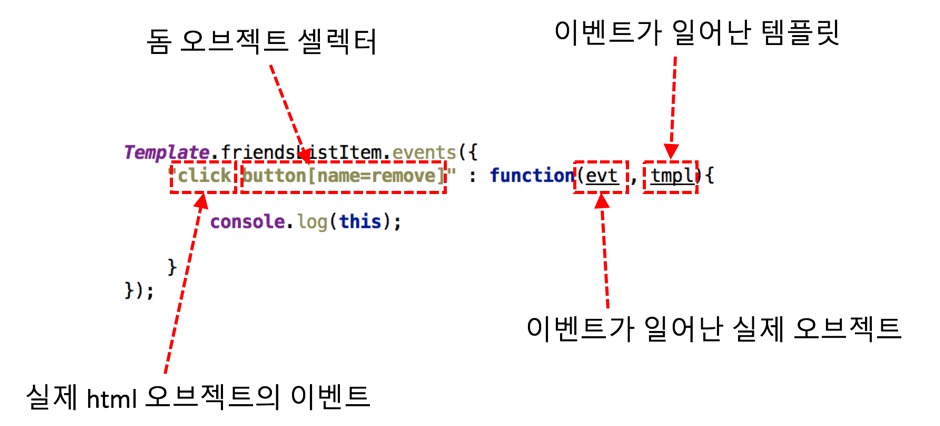 돔 오브젝트 셀렉터
이벤트가 일어난 템플릿
Template.friendsListItem.events({
"click button[name=remove]" : function(evt , tmpl){
console.log(this);
}
});
이벤트가 일어난 실제 오브젝트
실제 html 오브젝트의 이벤트